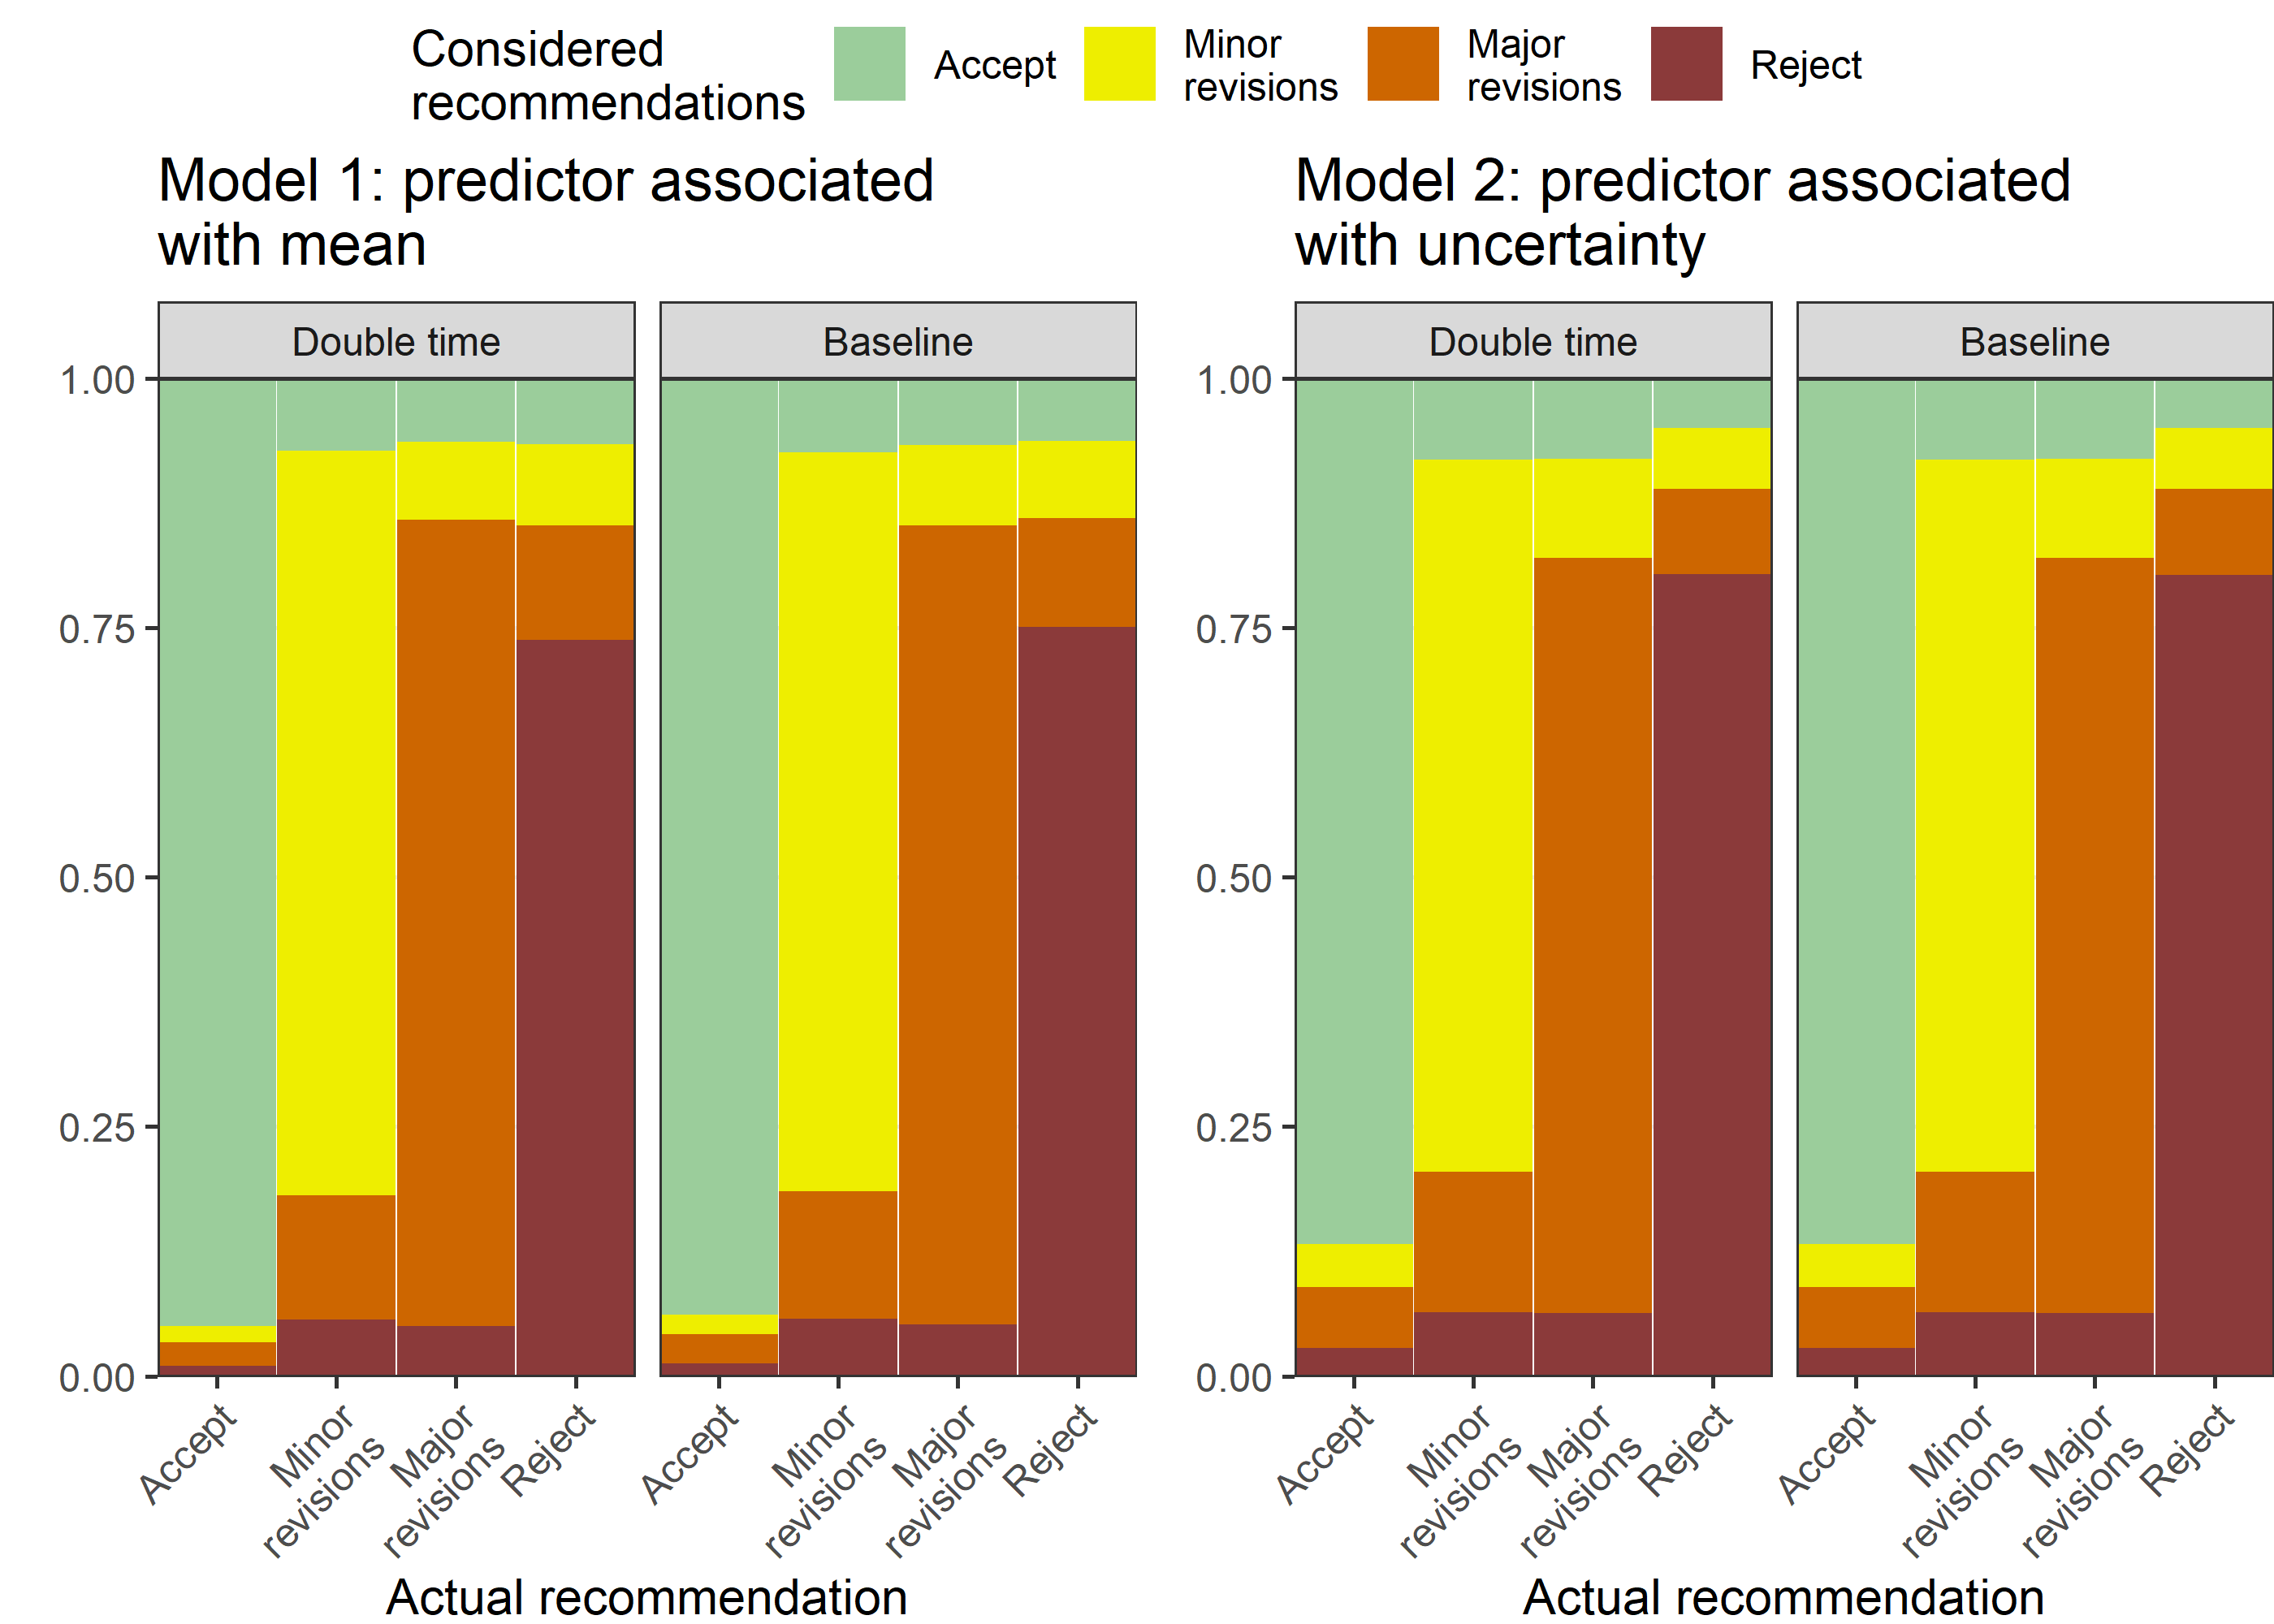 Considered
recommendations
Accept
Minor
revisions
Major
revisions
Reject
Model 1: predictor associated
with mean
Model 2: predictor associated
with uncertainty
Double time
Baseline
Double time
Baseline
1.00
0.75
0.50
0.25
0.00
1.00
0.75
0.50
0.25
0.00
Accept
Minor
revisions
Major
revisions
Reject
Accept
Minor
revisions
Major
revisions
Reject
Accept
Minor
revisions
Major
revisions
Reject
Accept
Minor
revisions
Major
revisions
Reject
Actual recommendation
Actual recommendation